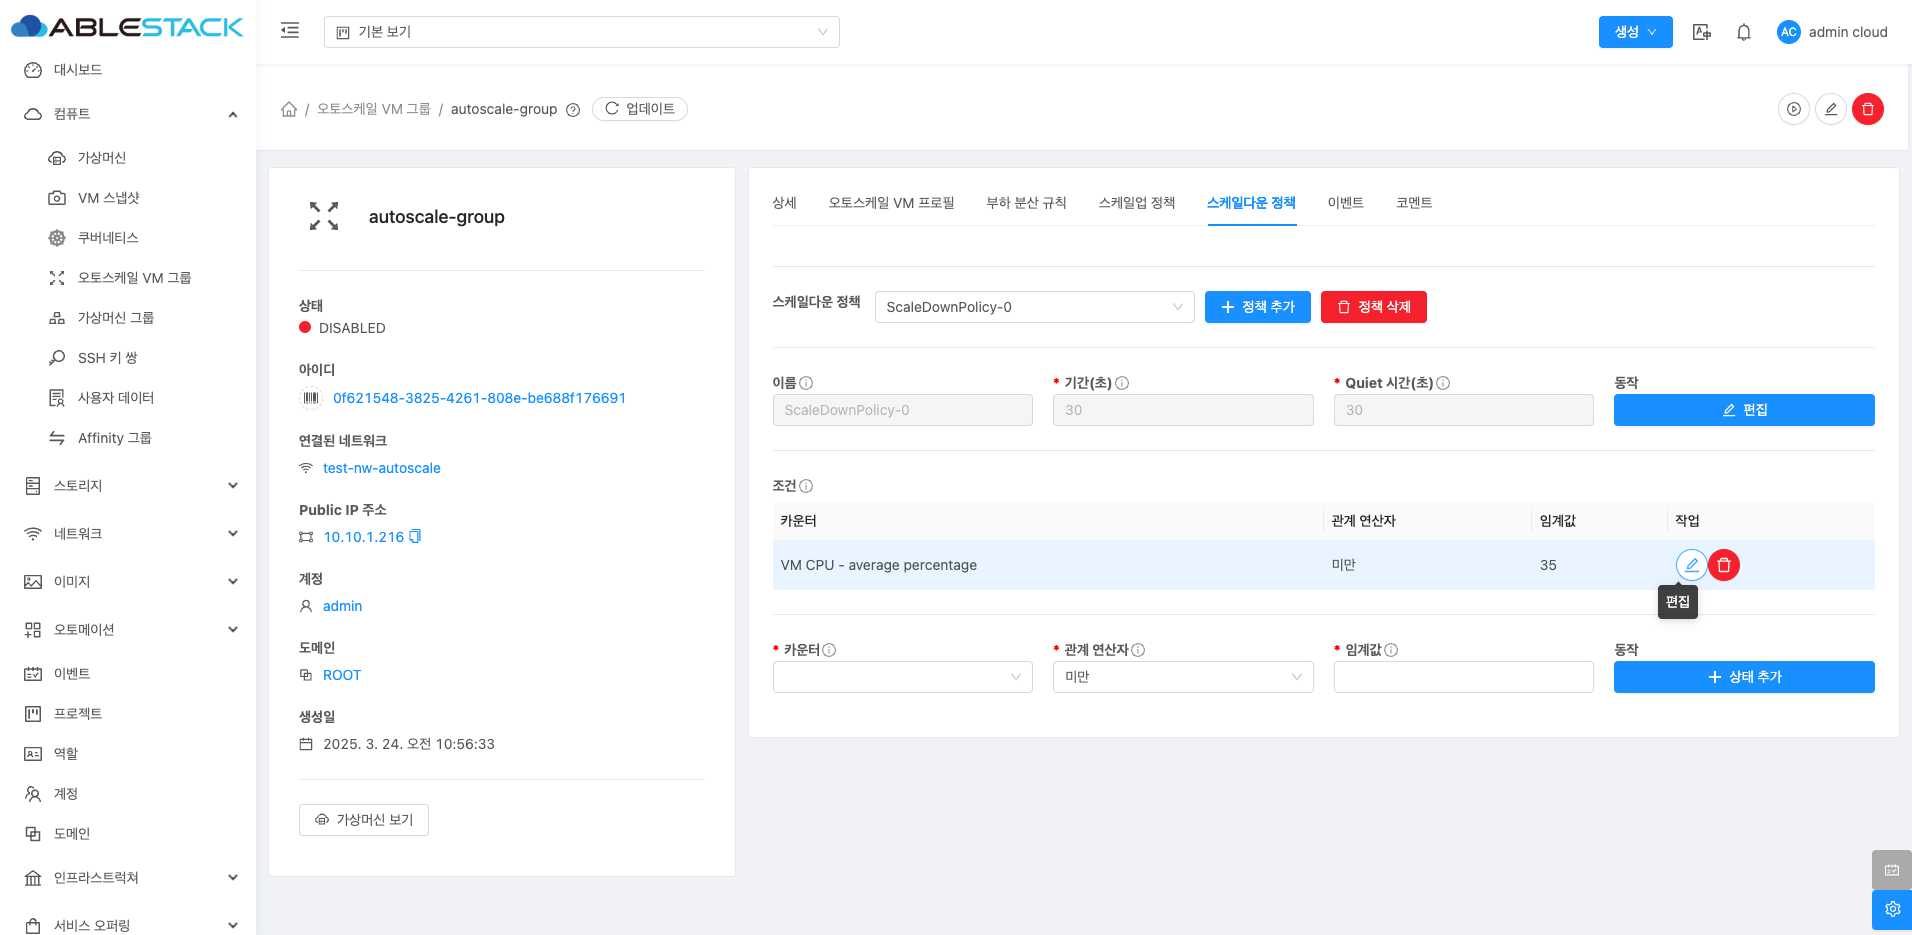 ABLESTACK
기본 보기
생성
AC
admin cloud
대시보드
컴퓨트
가상머신
VM 스냅샷
쿠버네티스
오토스케일 VM 그룹
가상머신 그룹
SSH 키 쌍
사용자 데이터
Affinity 그룹
스토리지
네트워크
이미지
오토메이션
이벤트
프로젝트
역할
계정
도메인
인프라스트럭쳐
서비스 오퍼링
/ 오토스케일 VM 그룹 / autoscale-group
업데이트
autoscale-group
상태
DISABLED
아이디
0f621548-3825-4261-808e-be688f176691
연결된 네트워크
test-nw-autoscale
Public IP 주소
10.10.1.216
계정
admin
도메인
ROOT
생성일
2025. 3. 24. 오전 10:56:33
가상머신 보기
상세
오토스케일 VM 프로필
부하 분산 규칙
스케일업 정책
스케일다운 정책
이벤트
코멘트
스케일다운 정책
ScaleDownPolicy-0
정책 추가
정책 삭제
이름
* 기간(초)
* Quiet 시간(초)
동작
ScaleDownPolicy-0
30
30
편집
조건
카운터
관계 연산자
임계값
작업
VM CPU - average percentage
미만
35
편집
* 카운터
* 관계 연산자
* 임계값
동작
미만
상태 추가